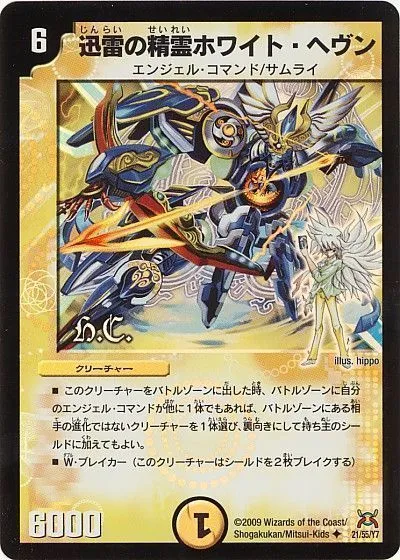 6
じんらい せいれい
迅雷の精霊ホワイト・ヘヴン
エンジェル・コマンド/サムライ
h.C.
illus. hippo
クリーチャー
■ このクリーチャーをバトルゾーンに出した時、バトルゾーンに自分
のエンジェル・コマンドが他に1体でもあれば、バトルゾーンにある相
手の進化ではないクリーチャーを1体選び、裏向きにして持ち主のシー
ルドに加えてもよい。
■ W・ブレイカー（このクリーチャーはシールドを2枚ブレイクする）
6000
1
©2009 Wizards of the Coast/
Shogakukan/Mitsui-Kids ✦ 21/55/Y7